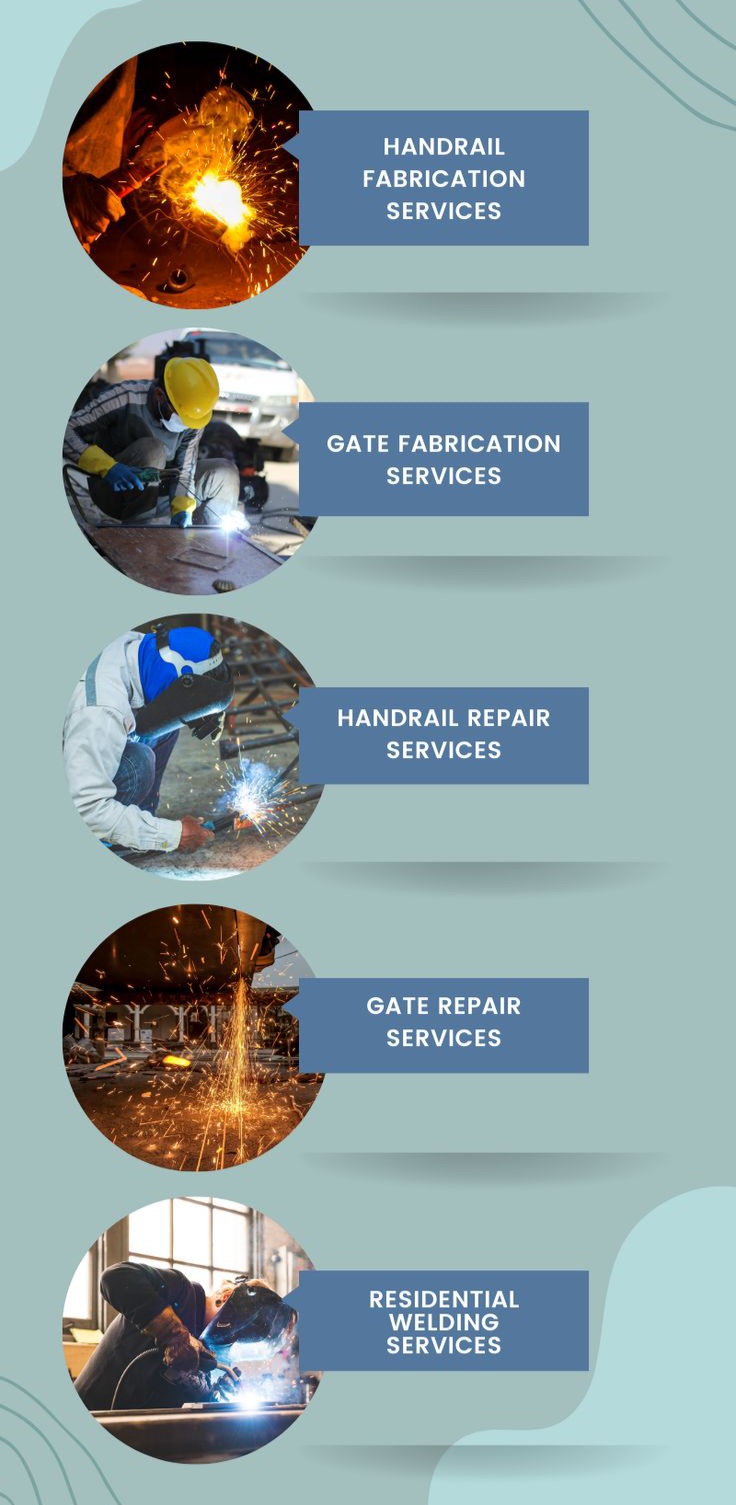 HANDRAIL
FABRICATION
SERVICES
GATE FABRICATION
SERVICES
HANDRAIL REPAIR
SERVICES
GATE REPAIR
SERVICES
RESIDENTIAL
WELDING
SERVICES